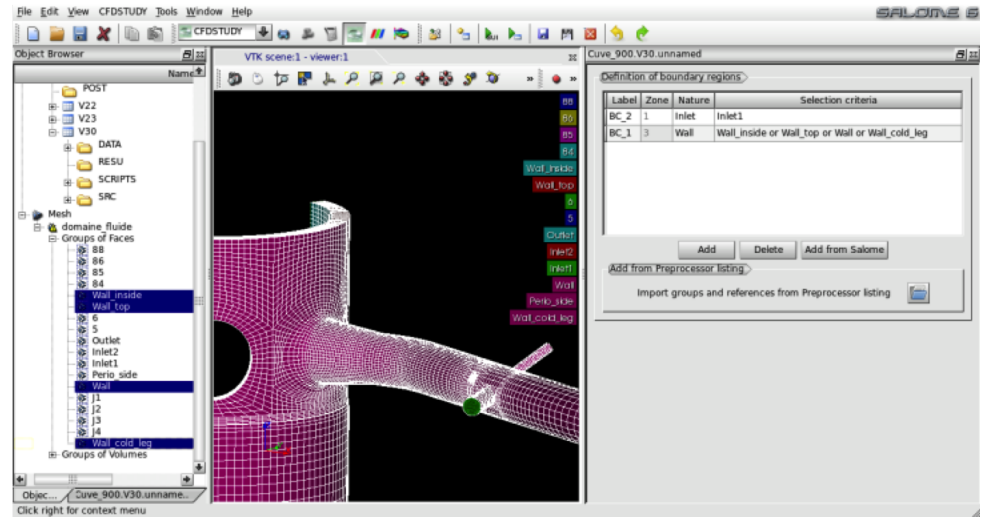 File Edit View CFDSTUDY Tools Window Help
SALOME 6
CFDSTUDY
Object Browser
Name
POST
V22
V23
V30
DATA
RESU
SCRIPTS
SRC
Mesh
domaine_fluide
Groups of Faces
88
86
85
84
Wall_inside
Wall_top
6
5
Outlet
Inlet2
Inlet1
Perio_side
Wall
J1
J2
J3
J4
Wall_cold_leg
Groups of Volumes
Objec... Cuve_900.V30.unname...
Click right for context menu
VTK scene:1 - viewer:1
88
86
85
84
Wall_inside
Wall_top
6
5
Outlet
Inlet2
Inlet1
Wall
Perio_side
Wall_cold_leg
Cuve_900.V30.unnamed
Definition of boundary regions
Label Zone Nature Selection criteria
BC_2 1 Inlet Inlet1
BC_1 3 Wall Wall_inside or Wall_top or Wall or Wall_cold_leg
Add Delete Add from Salome
Add from Preprocessor listing
Import groups and references from Preprocessor listing